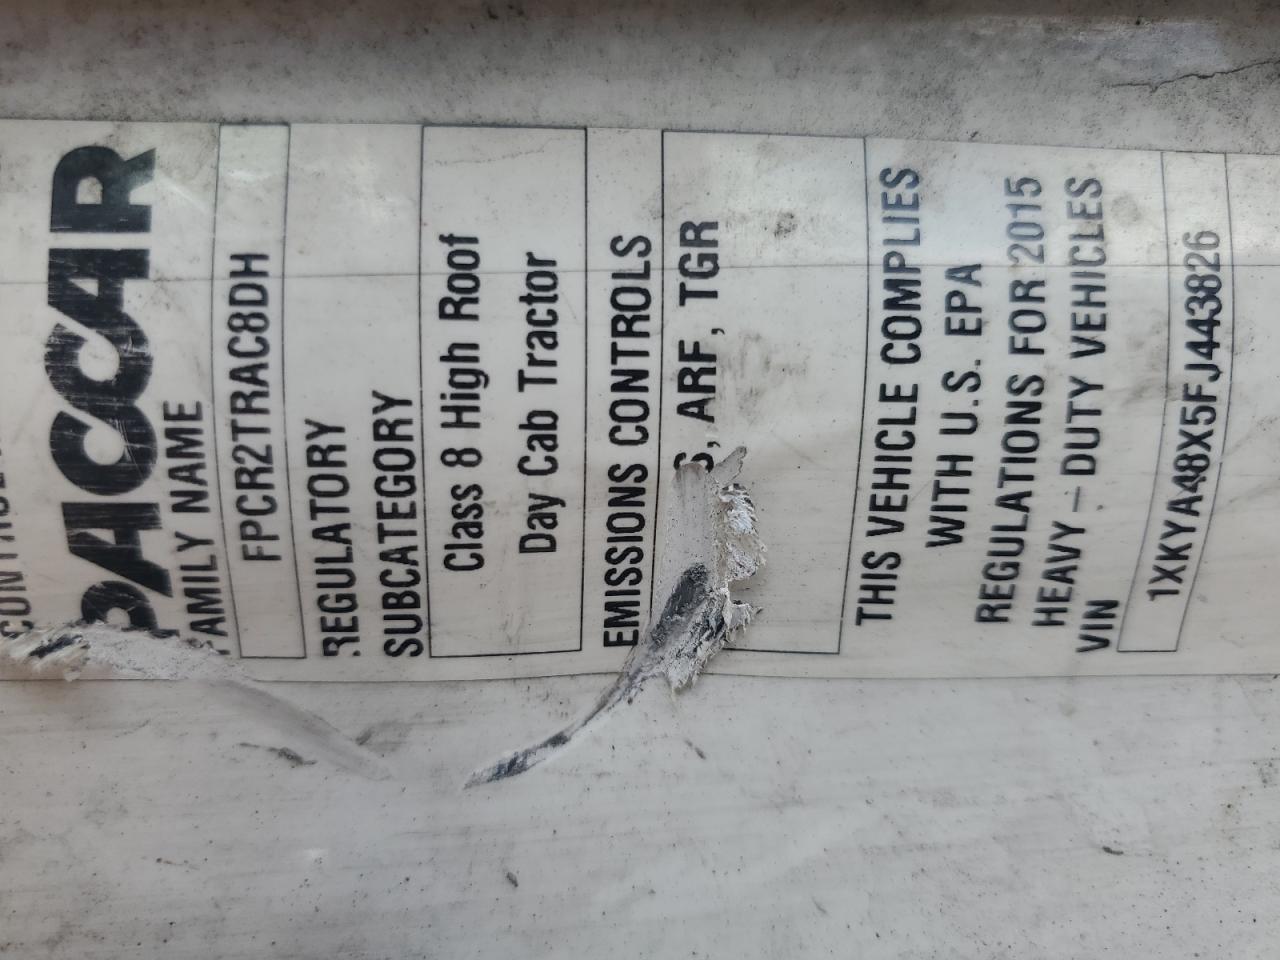 PACCAR
FAMILY NAME
FPCR2TRAC8DH
REGULATORY
SUBCATEGORY
Class 8 High Roof
Day Cab Tractor
EMISSIONS CONTROLS
, ARF, TGR
THIS VEHICLE COMPLIES
WITH U.S. EPA
REGULATIONS FOR 2015
HEAVY – DUTY VEHICLES
VIN
1XKYA48X5FJ443826